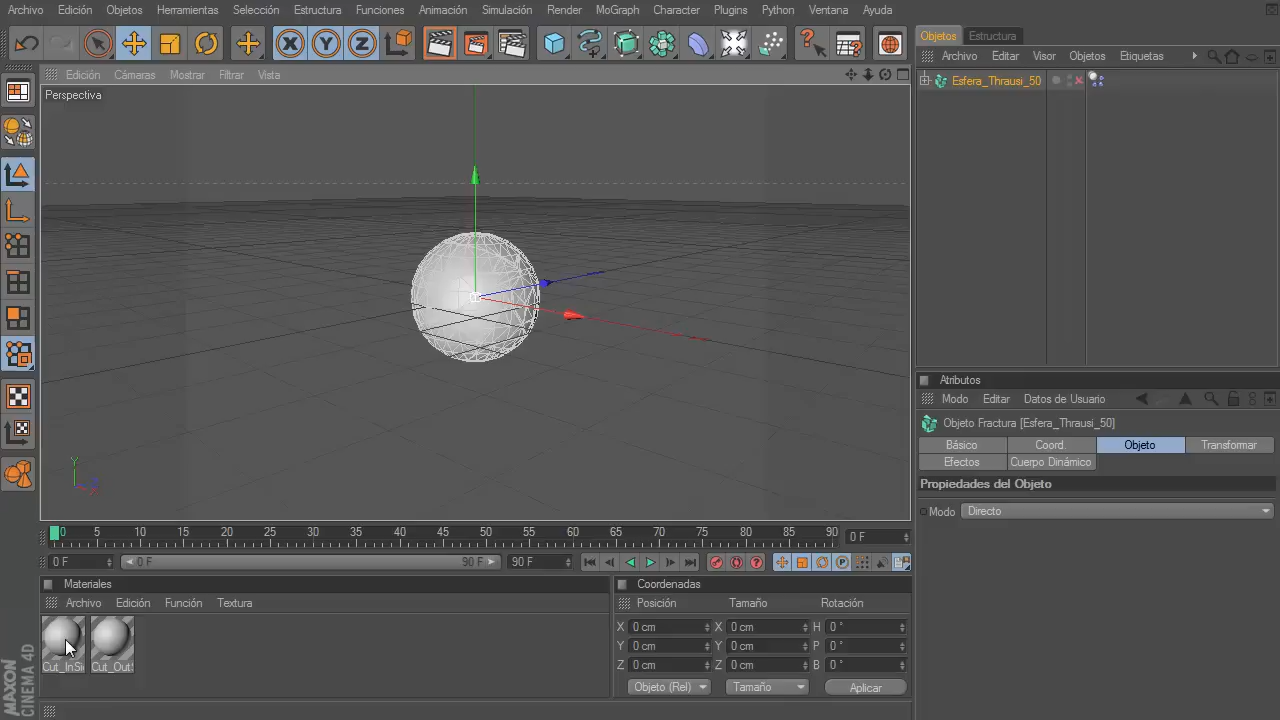 Archivo Edición Objetos Herramientas Selección Estructura Funciones Animación Simulación Render MoGraph Character Plugins Python Ventana Ayuda
Edición Cámaras Mostrar Filtrar Vista
Perspectiva
Objetos Estructura
Archivo Editar Visor Objetos Etiquetas
Esfera_Thrausi_50
Atributos
Modo Editar Datos de Usuario
Objeto Fractura [Esfera_Thrausi_50]
Básico Coord. Objeto Transformar
Efectos Cuerpo Dinámico
Propiedades del Objeto
Modo Directo
0 5 10 15 20 25 30 35 40 45 50 55 60 65 70 75 80 85 90 0 F
0 F 0 F 90 F 90 F
Materiales
Archivo Edición Función Textura
Cut_InSi Cut_OutS
Coordenadas
Posición Tamaño Rotación
X 0 cm X 0 cm H 0 °
Y 0 cm Y 0 cm P 0 °
Z 0 cm Z 0 cm B 0 °
Objeto (Rel) Tamaño Aplicar
MAXON
CINEMA 4D
X Y Z
Y